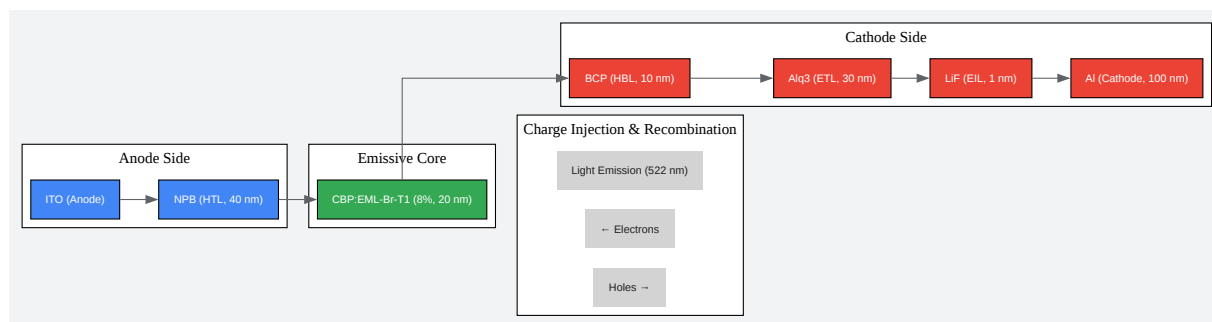 Cathode Side
BCP (HBL, 10 nm)
Alq3 (ETL, 30 nm)
LiF (EIL, 1 nm)
Al (Cathode, 100 nm)
Anode Side
ITO (Anode)
NPB (HTL, 40 nm)
Emissive Core
CBP:EML-Br-T1 (8%, 20 nm)
Charge Injection & Recombination
Light Emission (522 nm)
← Electrons
Holes →